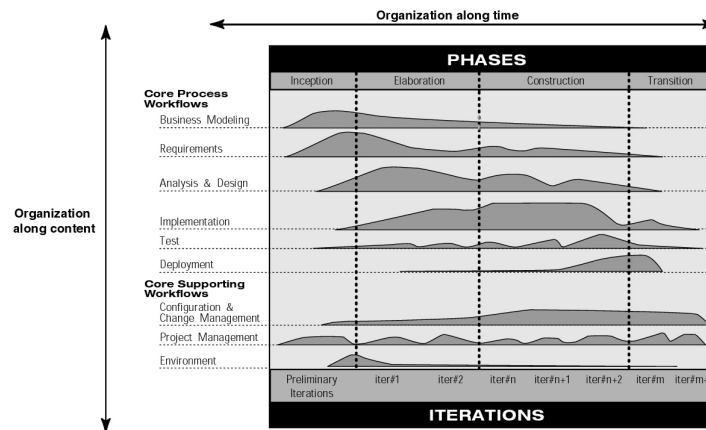 Organization along time
PHASES
Inception Elaboration Construction Transition
Core Process
Workflows
Business Modeling
Requirements
Analysis & Design
Organization
along content
Implementation
Test
Deployment
Core Supporting
Workflows
Configuration &
Change Management
Project Management
Environment
Preliminary
Iterations
iter#1 iter#2 iter#n iter#n+1 iter#n+2 iter#m
ITERATIONS